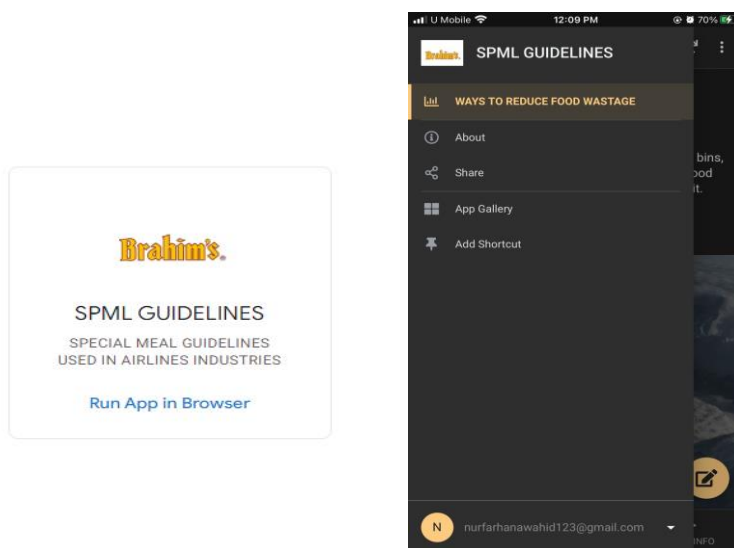 Brahim's.
SPML GUIDELINES
SPECIAL MEAL GUIDELINES
USED IN AIRLINES INDUSTRIES
Run App in Browser
U Mobile 12:09 PM 70%
Brahim's. SPML GUIDELINES
WAYS TO REDUCE FOOD WASTAGE
About
Share
App Gallery
Add Shortcut
bins,
ood
it.
N nurfarhanawahid123@gmail.com
INFO